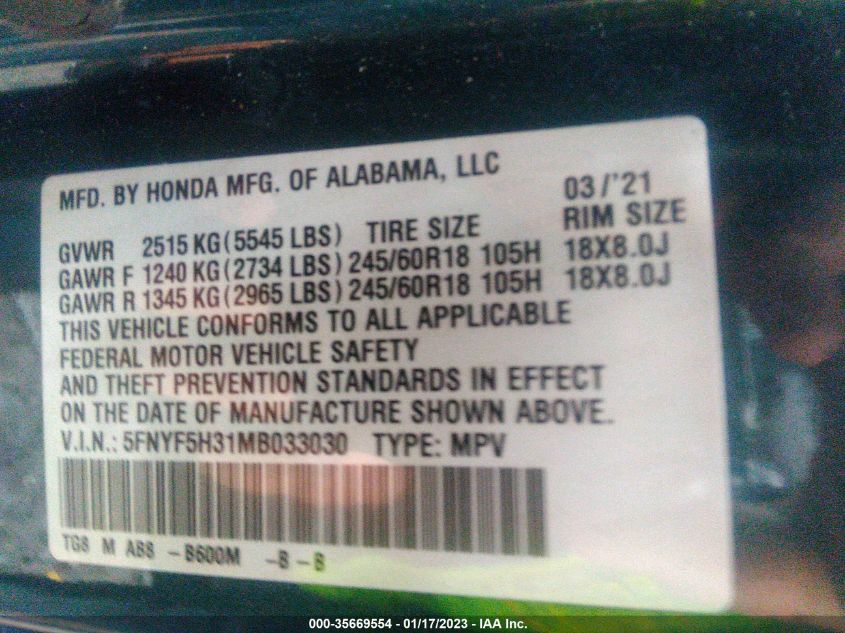 MFD. BY HONDA MFG. OF ALABAMA, LLC 03/'21
RIM SIZE
GVWR 2515 KG (5545 LBS) TIRE SIZE
GAWR F 1240 KG (2734 LBS) 245/60R18 105H 18X8.0J
GAWR R 1345 KG (2965 LBS) 245/60R18 105H 18X8.0J
THIS VEHICLE CONFORMS TO ALL APPLICABLE
FEDERAL MOTOR VEHICLE SAFETY
AND THEFT PREVENTION STANDARDS IN EFFECT
ON THE DATE OF MANUFACTURE SHOWN ABOVE.
V.I.N.: 5FNYF5H31MB033030 TYPE: MPV
TG8 M AB8 -B600M -B -B
000-35669554 - 01/17/2023 - IAA Inc.